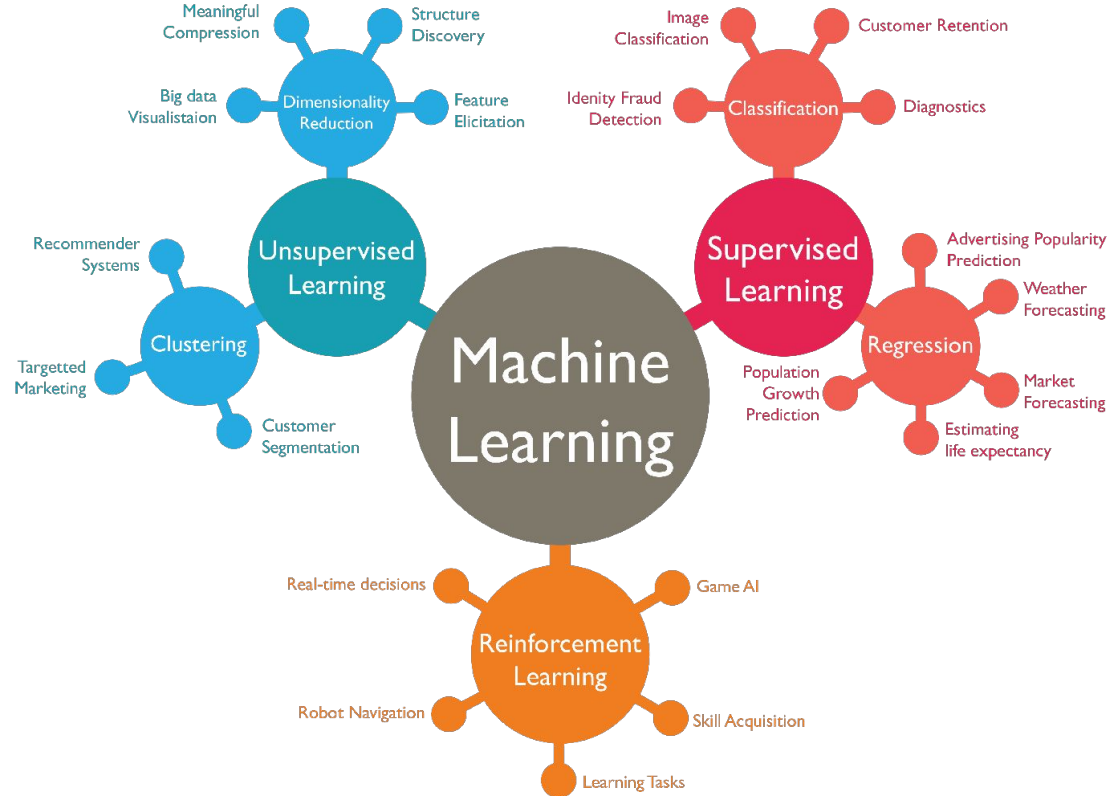 Meaningful
Compression
Structure
Discovery
Big data
Visualistaion
Dimensionality
Reduction
Feature
Elicitation
Image
Classification
Customer Retention
Idenity Fraud
Detection
Classification
Diagnostics
Unsupervised
Learning
Recommender
Systems
Clustering
Targetted
Marketing
Customer
Segmentation
Machine
Learning
Supervised
Learning
Advertising Popularity
Prediction
Weather
Forecasting
Regression
Population
Growth
Prediction
Market
Forecasting
Estimating
life expectancy
Real-time decisions
Game AI
Reinforcement
Learning
Robot Navigation
Skill Acquisition
Learning Tasks